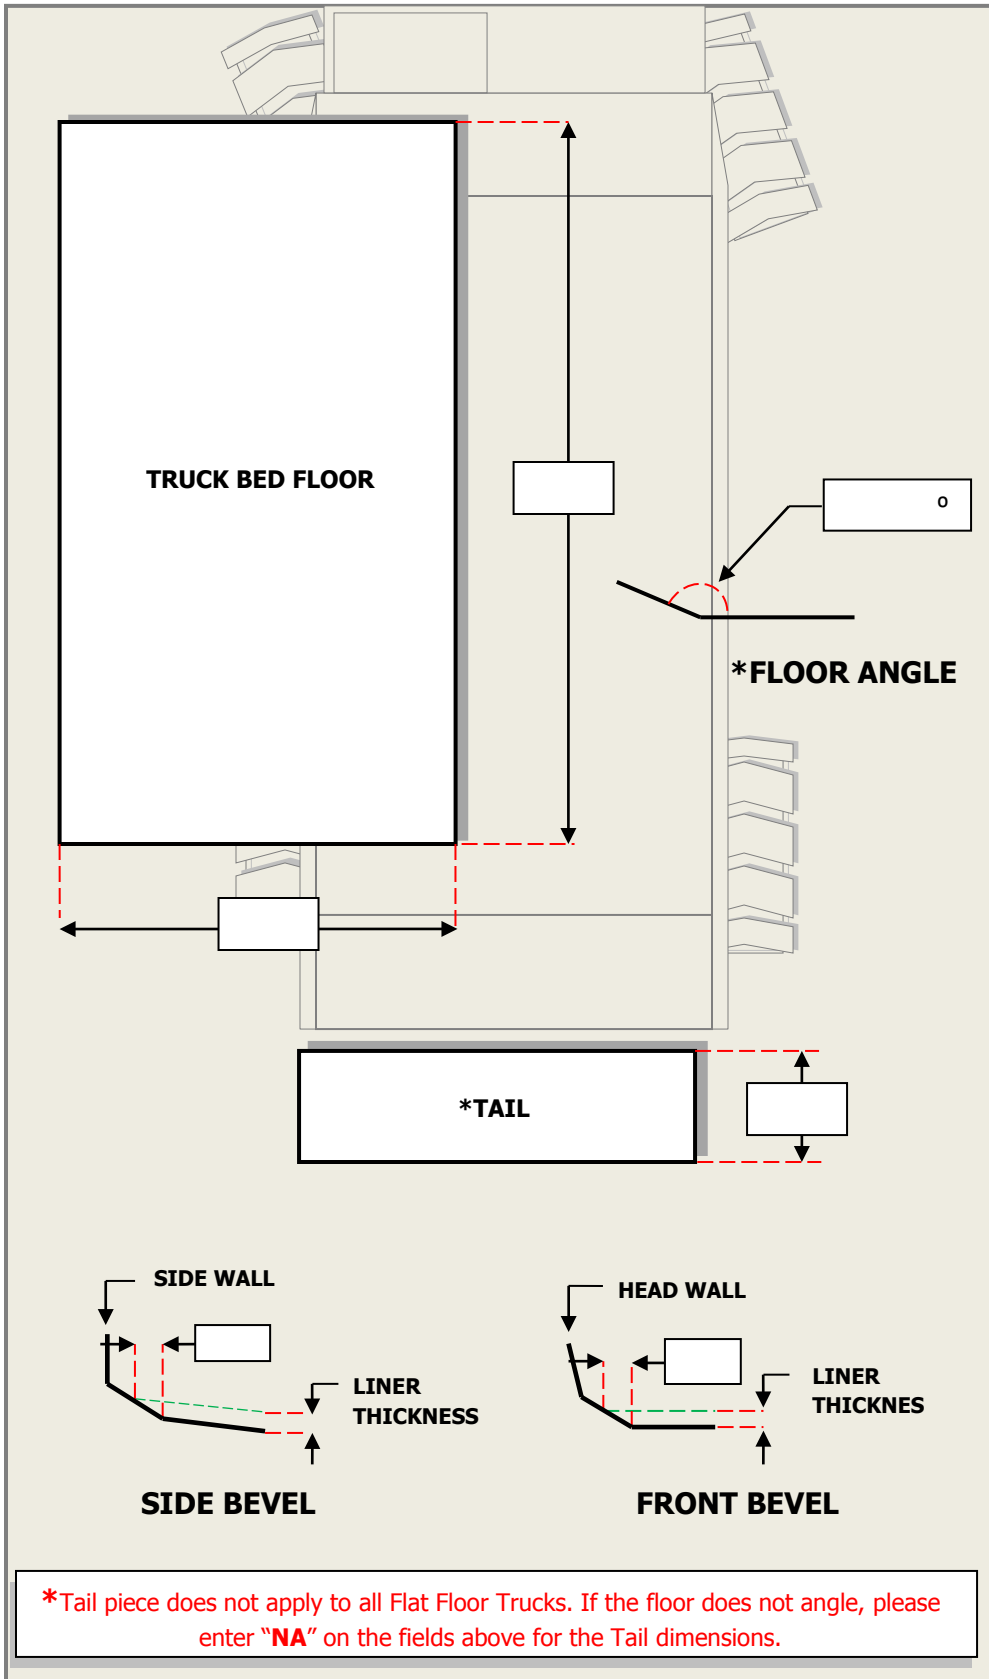 TRUCK BED FLOOR
o
*FLOOR ANGLE
*TAIL
SIDE WALL
LINER
THICKNESS
SIDE BEVEL
HEAD WALL
LINER
THICKNES
FRONT BEVEL
*Tail piece does not apply to all Flat Floor Trucks. If the floor does not angle, please
enter “NA” on the fields above for the Tail dimensions.